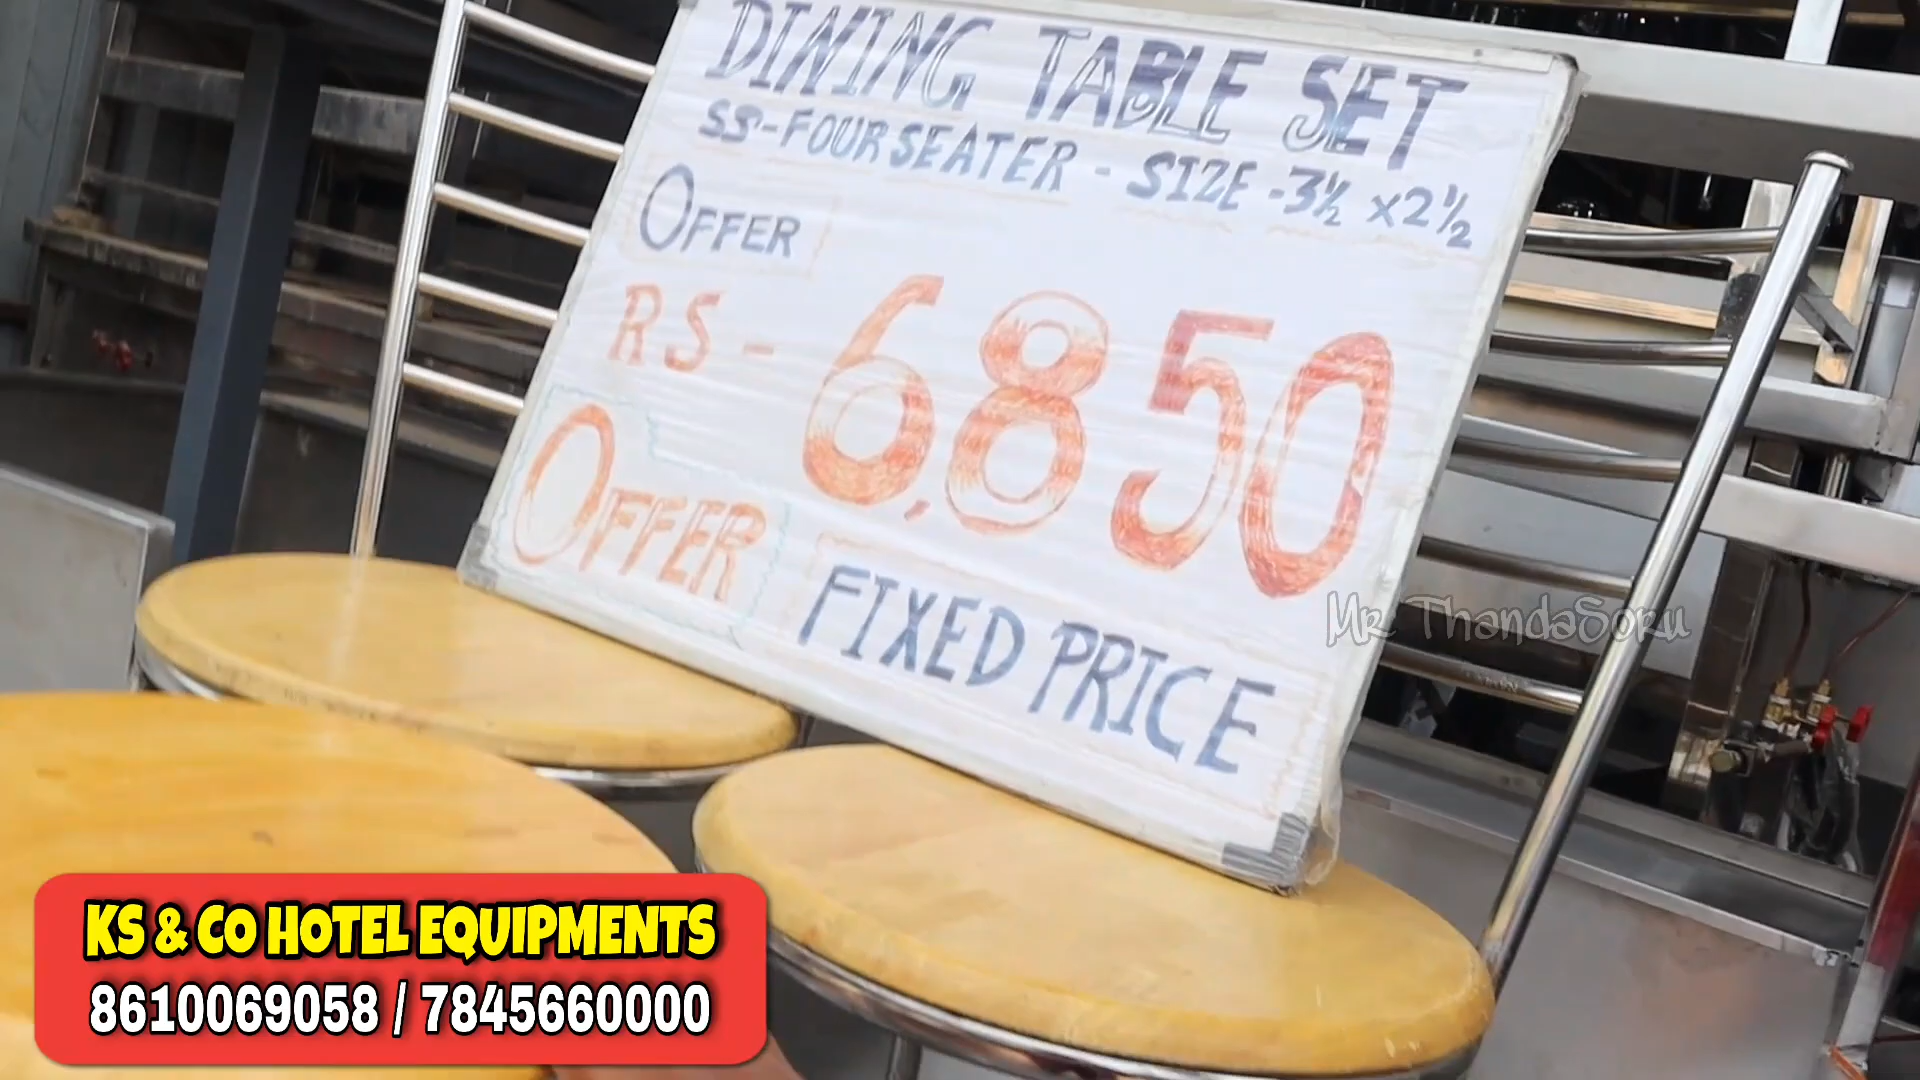 DINING TABLE SET
SS-FOUR SEATER - SIZE -3½ x2½
OFFER
RS - 6,850
OFFER
FIXED PRICE
Mr ThandaSoru
KS & CO HOTEL EQUIPMENTS
8610069058 / 7845660000